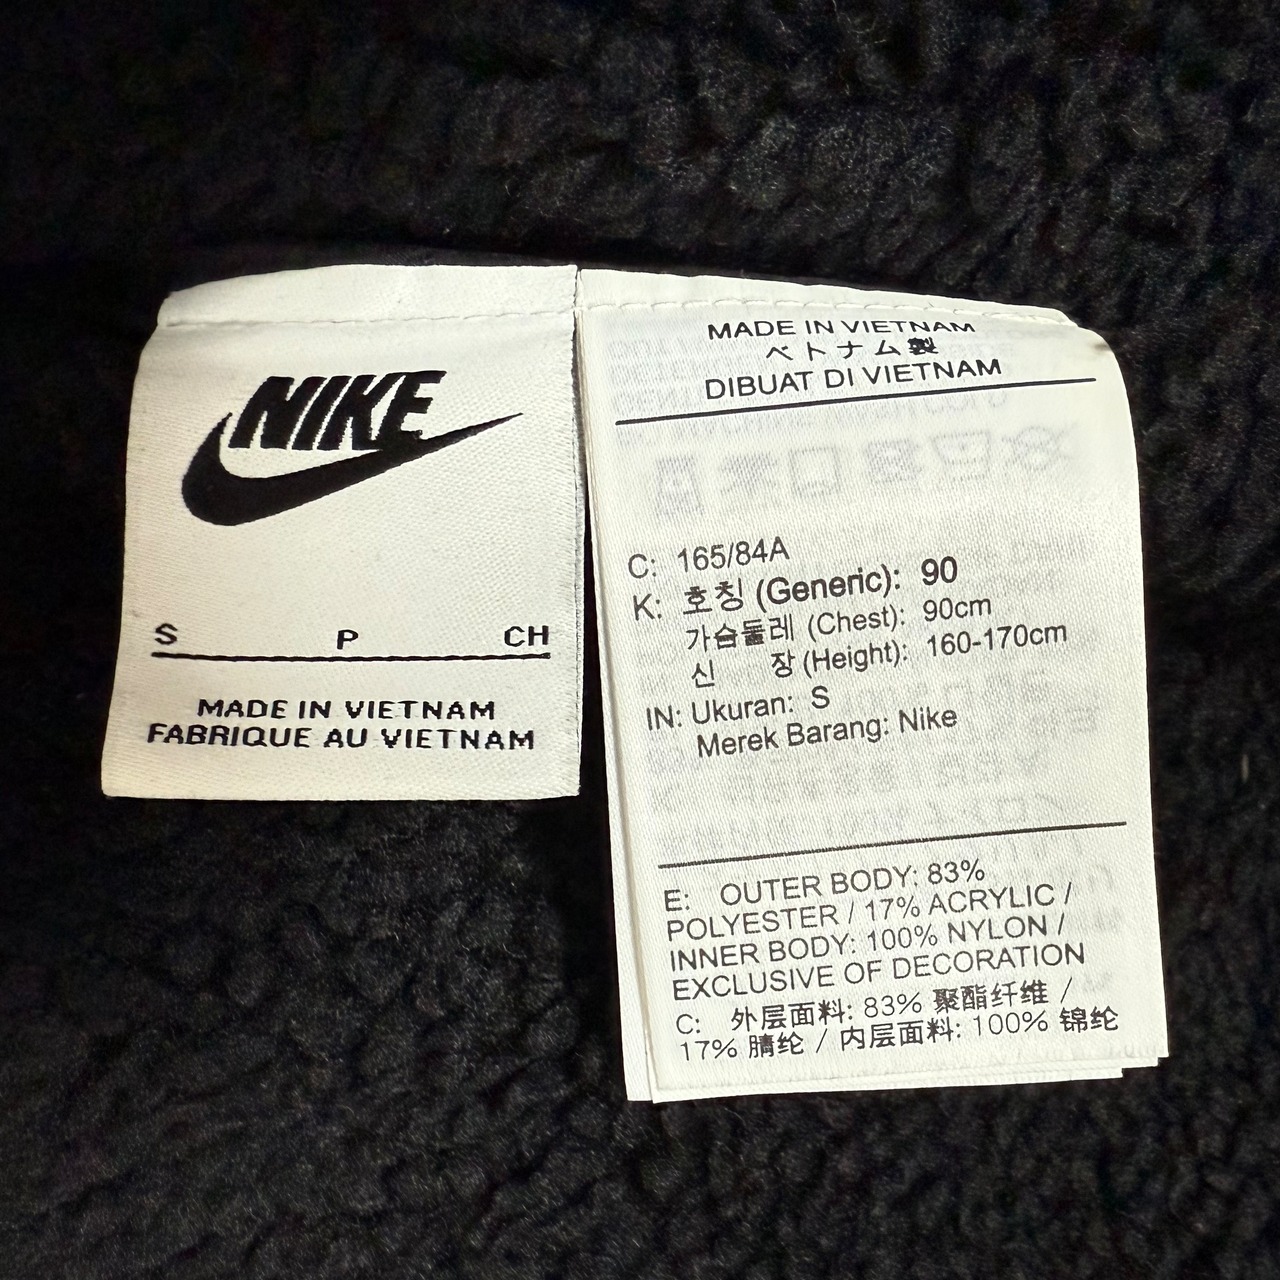 NIKE
S P CH
MADE IN VIETNAM
FABRIQUE AU VIETNAM
MADE IN VIETNAM
ベトナム製
DIBUAT DI VIETNAM
C: 165/84A
K: 호칭 (Generic): 90
가슴둘레 (Chest): 90cm
신 장 (Height): 160-170cm
IN: Ukuran: S
Merek Barang: Nike
E: OUTER BODY: 83%
POLYESTER / 17% ACRYLIC /
INNER BODY: 100% NYLON /
EXCLUSIVE OF DECORATION
C: 外层面料: 83% 聚酯纤维 /
17% 腈纶 / 内层面料: 100% 锦纶